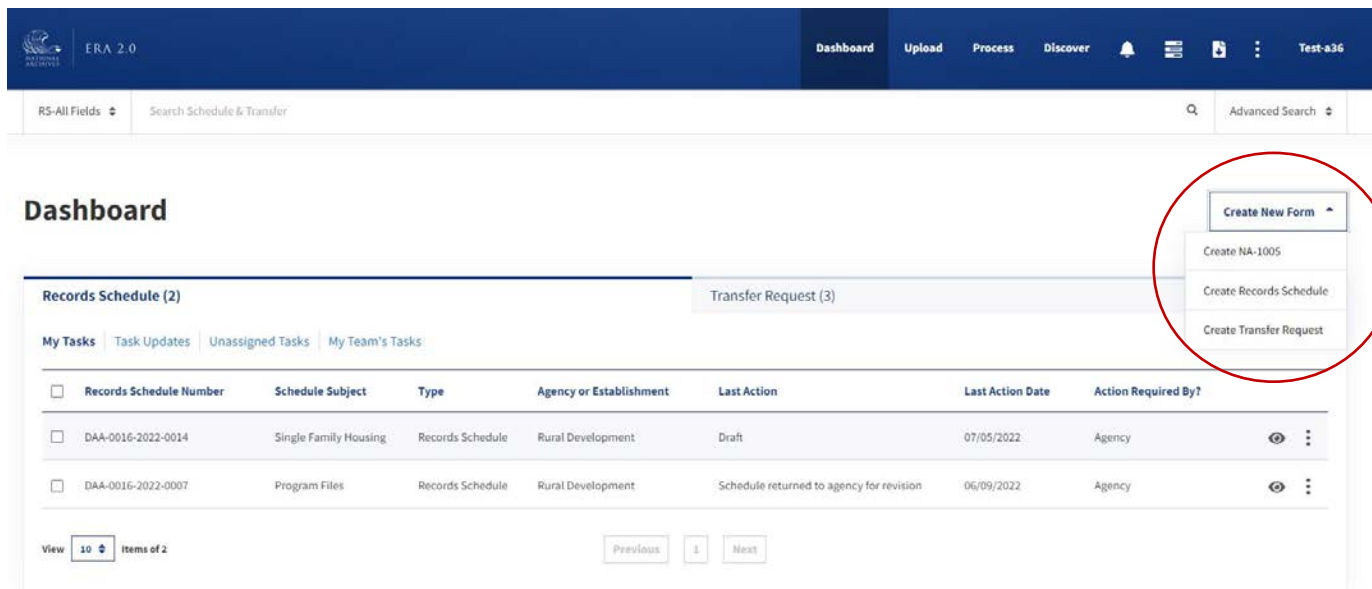 NATIONAL ARCHIVES ERA 2.0 Dashboard Upload Process Discover Test-a36
RS-All Fields Search Schedule & Transfer Advanced Search
Dashboard Create New Form
Create NA-1005
Records Schedule (2) Transfer Request (3) Create Records Schedule
Create Transfer Request
My Tasks Task Updates Unassigned Tasks My Team's Tasks
Records Schedule Number Schedule Subject Type Agency or Establishment Last Action Last Action Date Action Required By?
DAA-0016-2022-0014 Single Family Housing Records Schedule Rural Development Draft 07/05/2022 Agency
DAA-0016-2022-0007 Program Files Records Schedule Rural Development Schedule returned to agency for revision 06/09/2022 Agency
View 10 Items of 2 Previous 1 Next